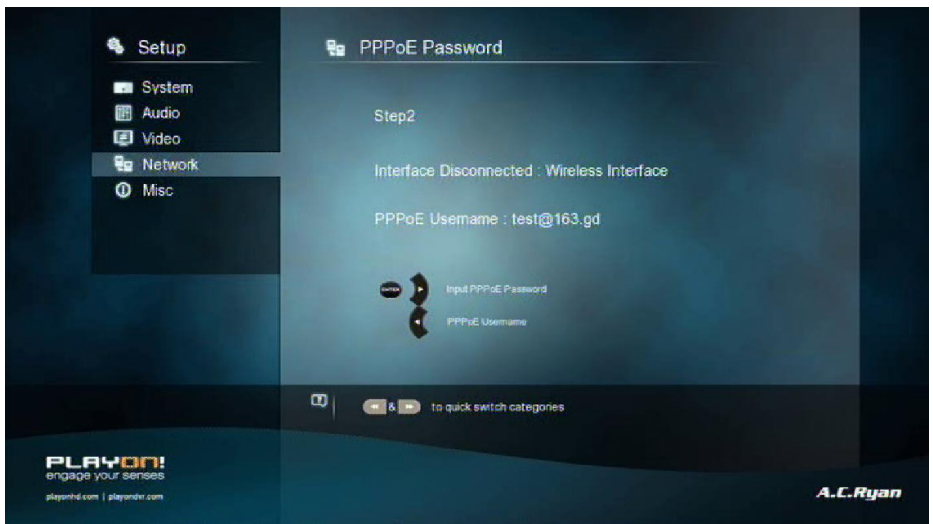 Setup
System
Audio
Video
Network
Misc
PPPoE Password
Step2
Interface Disconnected : Wireless Interface
PPPoE Username : test@163.gd
ENTER
Input PPPoE Password
PPPoE Username
& to quick switch categories
PLAYON!
engage your senses
playonhd.com | playondvr.com
A.C.Ryan